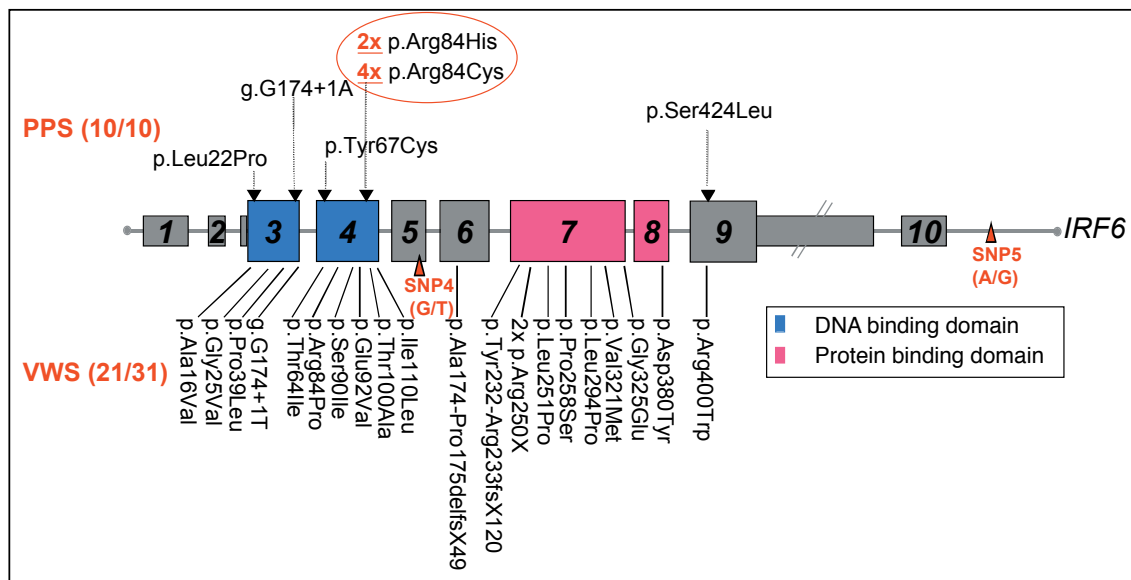 2x p.Arg84His
4x p.Arg84Cys
g.G174+1A
p.Ser424Leu
PPS (10/10)
p.Tyr67Cys
p.Leu22Pro
1 2 3 4 5 6 7 8 9 10 IRF6
SNP4
(G/T)
SNP5
(A/G)
VWS (21/31)
p.Ala16Val
p.Gly25Val
p.Pro39Leu
g.G174+1T
p.Thr64Ile
p.Arg84Pro
p.Ser90Ile
p.Glu92Val
p.Thr100Ala
p.Ile110Leu
p.Ala174-Pro175delfsX49
p.Tyr232-Arg233fsX120
2x p.Arg250X
p.Leu251Pro
p.Pro258Ser
p.Leu294Pro
p.Val321Met
p.Gly325Glu
p.Asp380Tyr
p.Arg400Trp
DNA binding domain
Protein binding domain